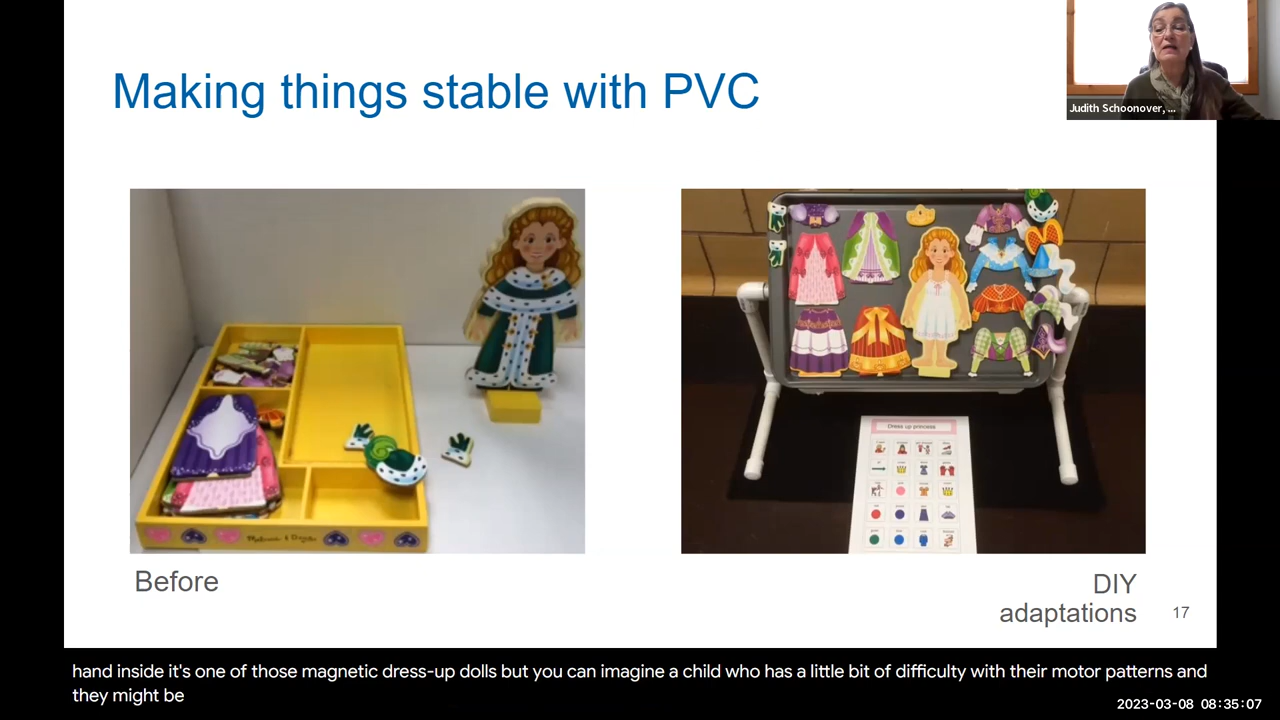 Making things stable with PVC
Judith Schoonover, ...
Dress up princess
Before
DIY
adaptations
17
hand inside it's one of those magnetic dress-up dolls but you can imagine a child who has a little bit of difficulty with their motor patterns and
they might be
2023-03-08 08:35:07